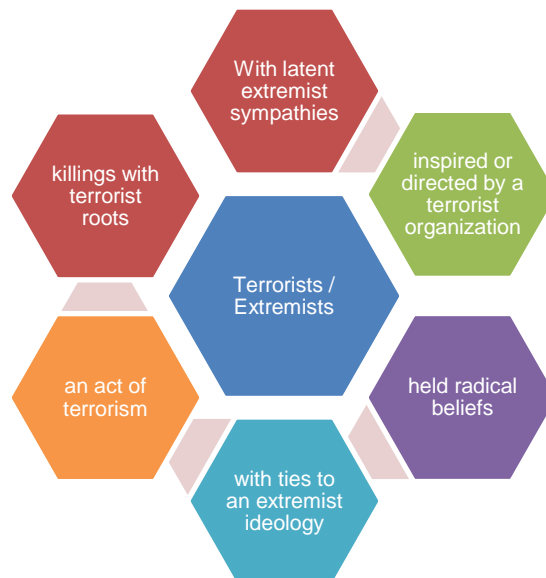 With latent
extremist
sympathies
inspired or
directed by a
terrorist
organization
held radical
beliefs
with ties to
an extremist
ideology
an act of
terrorism
killings with
terrorist
roots
Terrorists /
Extremists